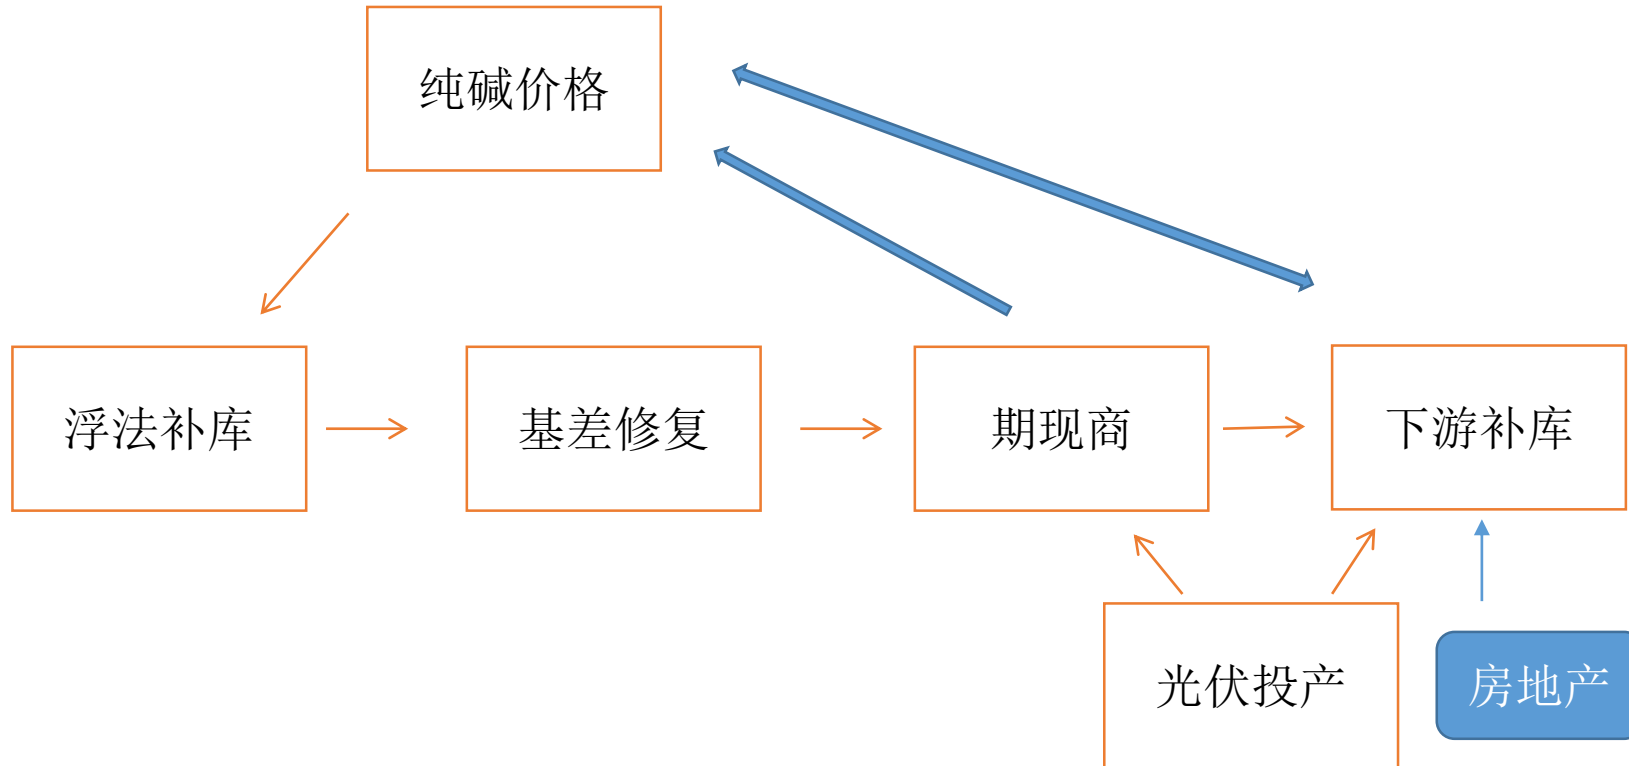 纯碱价格
浮法补库
基差修复
期现商
下游补库
光伏投产
房地产